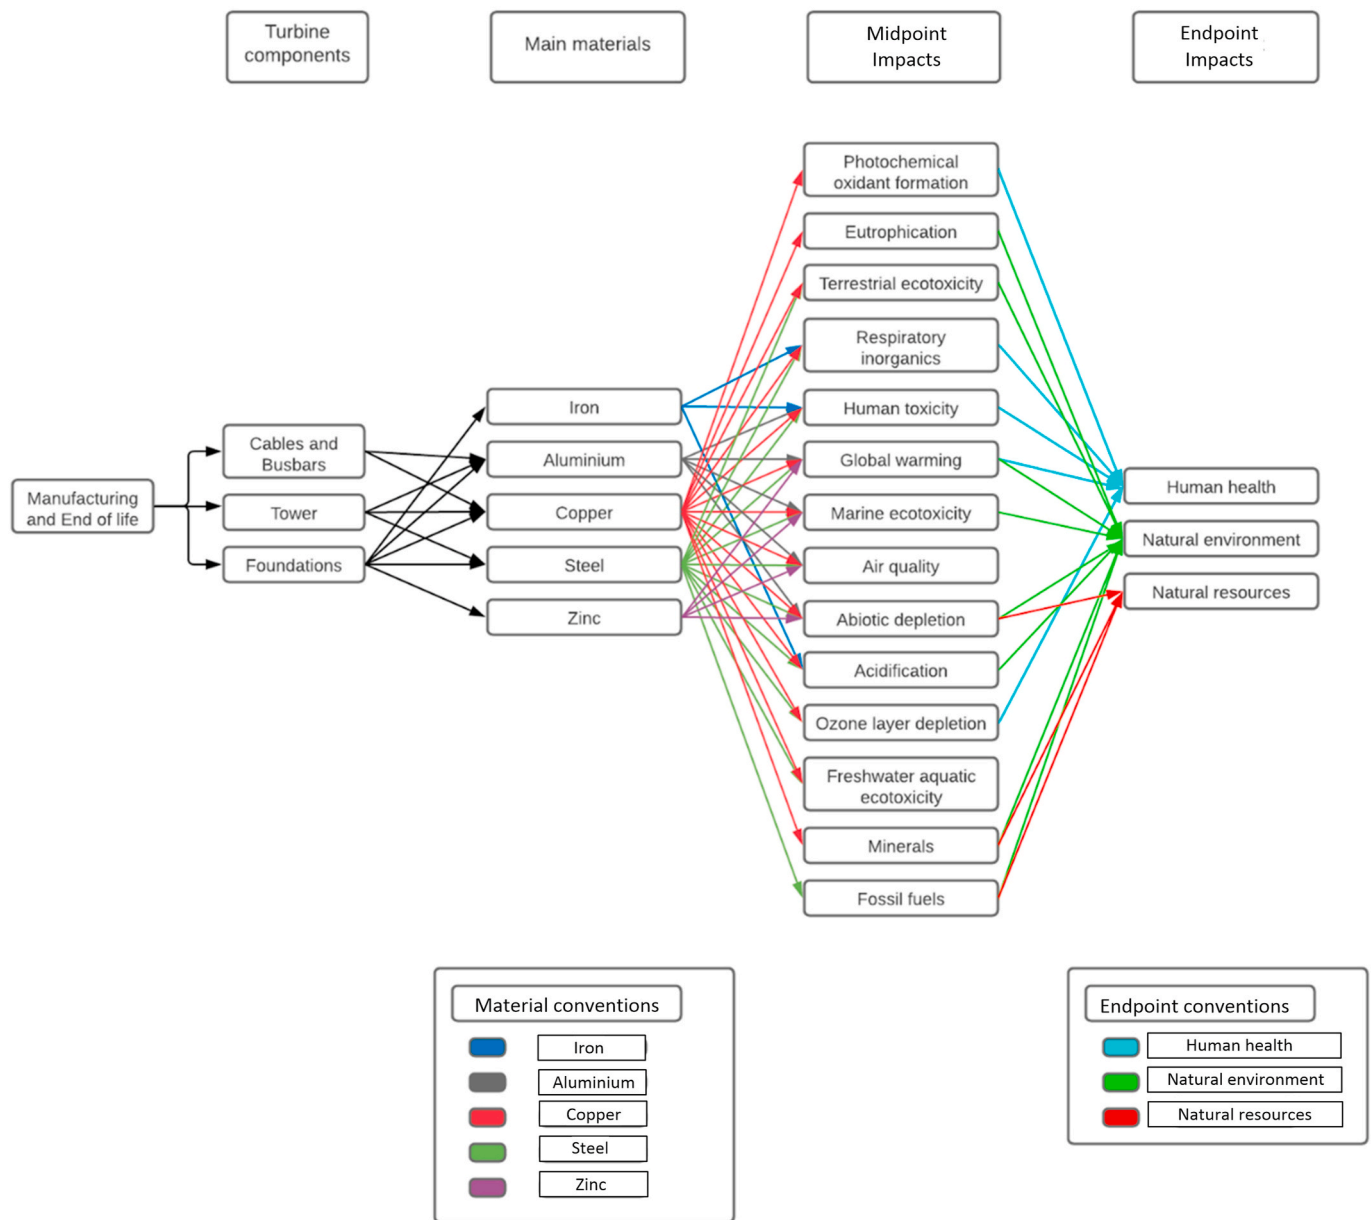 Turbine
components
Main materials
Midpoint
Impacts
Endpoint
Impacts
Manufacturing
and End of life
Cables and
Busbars
Tower
Foundations
Iron
Aluminium
Copper
Steel
Zinc
Photochemical
oxidant formation
Eutrophication
Terrestrial ecotoxicity
Respiratory
inorganics
Human toxicity
Global warming
Marine ecotoxicity
Air quality
Abiotic depletion
Acidification
Ozone layer depletion
Freshwater aquatic
ecotoxicity
Minerals
Fossil fuels
Human health
Natural environment
Natural resources
Material conventions
Iron
Aluminium
Copper
Steel
Zinc
Endpoint conventions
Human health
Natural environment
Natural resources